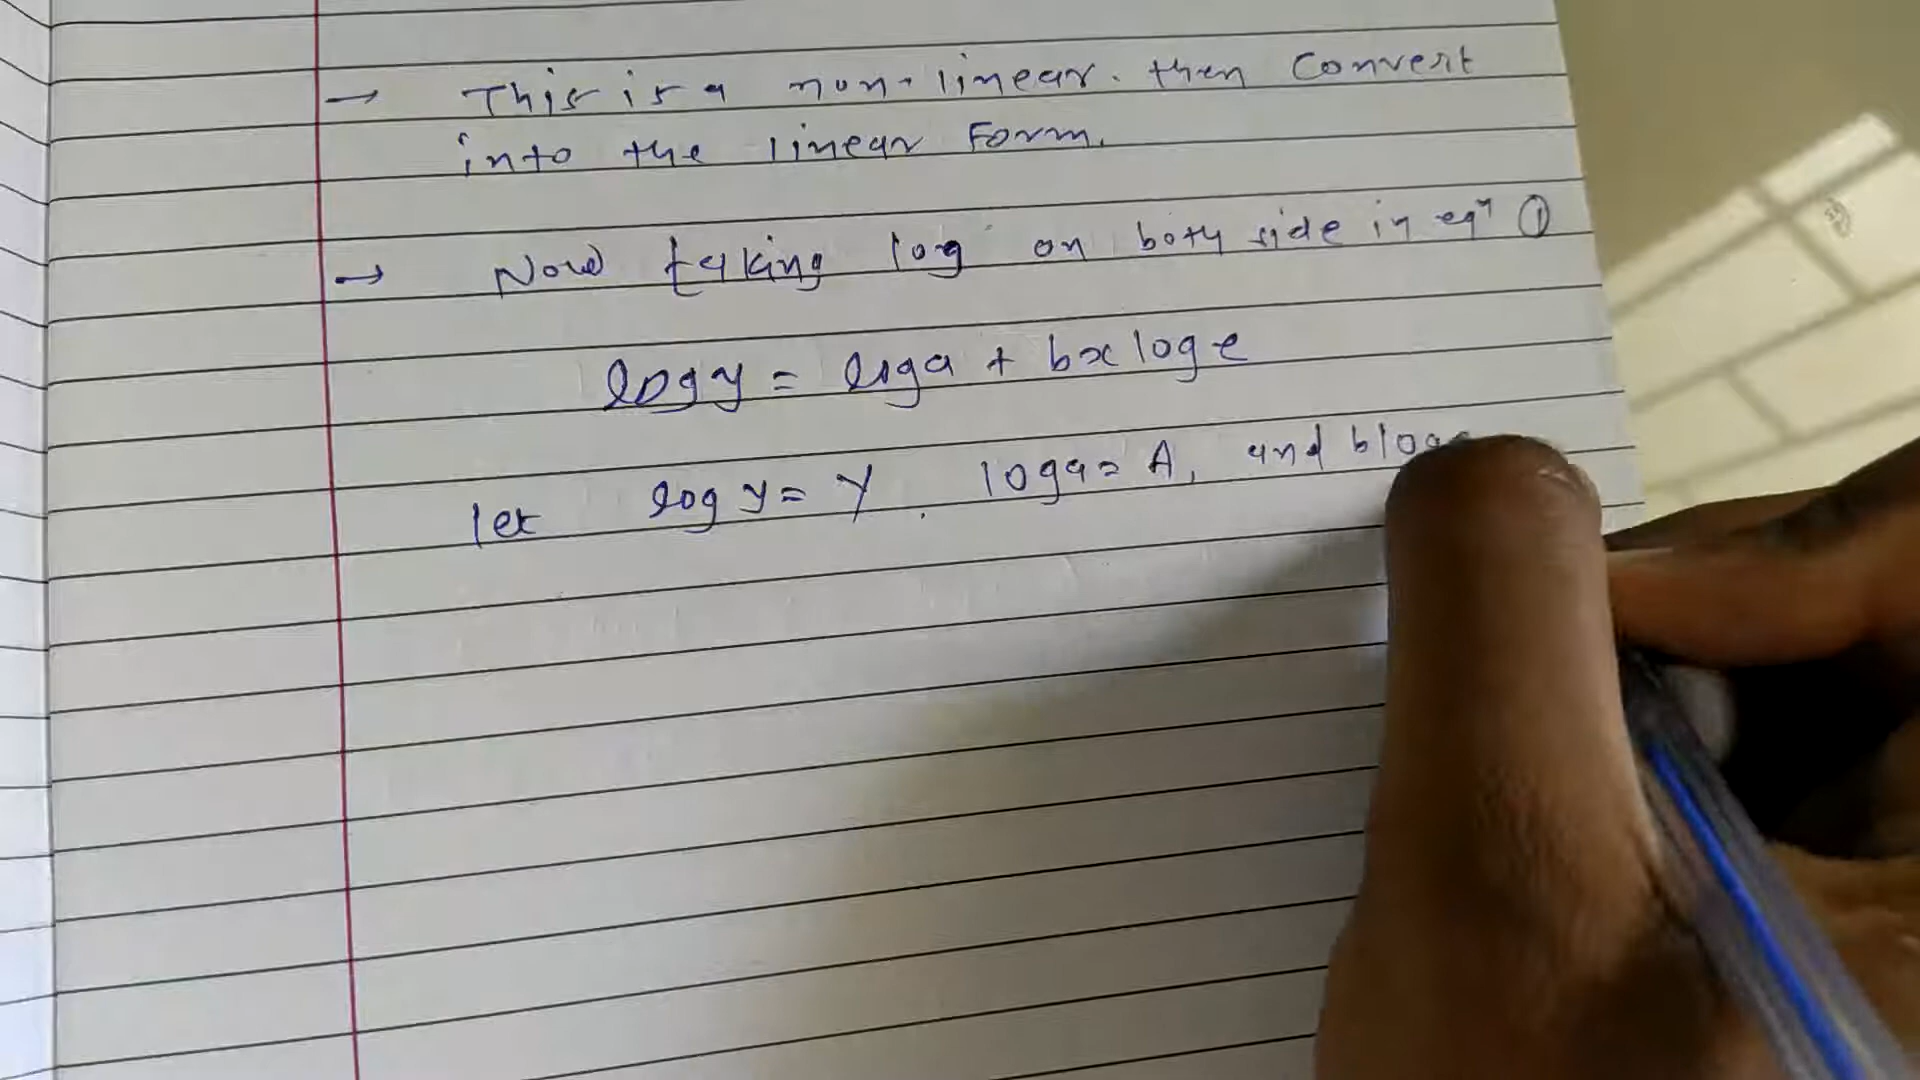 → This is a non-linear. then Convert
into the linear Form.
→ Now taking log on both side in eqn ①
log y = log a + bx log e
let log y = Y, log a = A, and b log